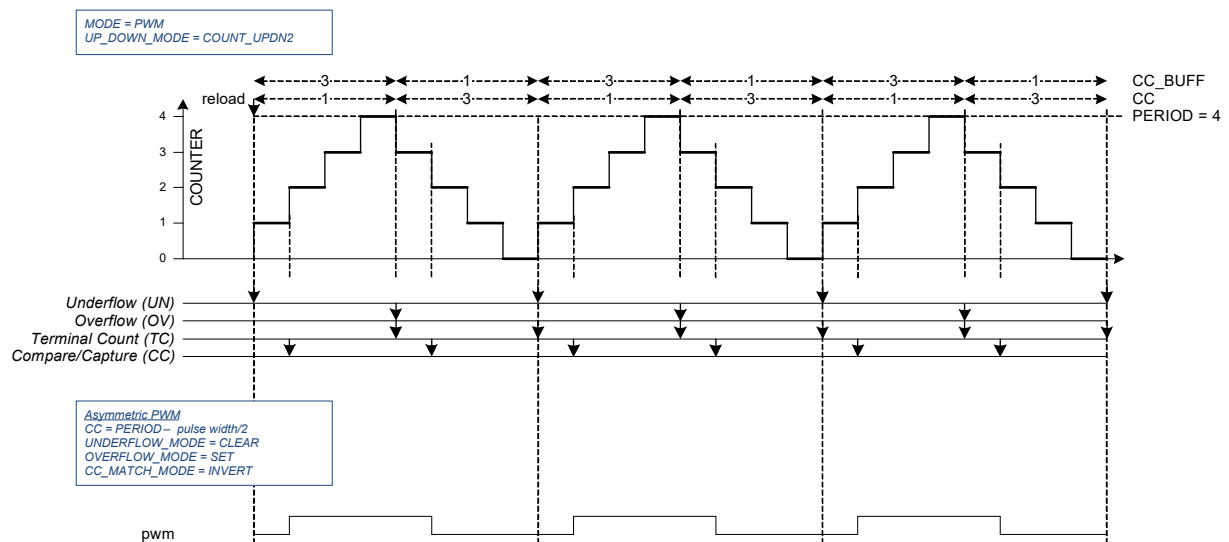 MODE = PWM
UP_DOWN_MODE = COUNT_UPDN2
3 1 3 1 3 1 CC_BUFF
reload 1 3 1 3 1 3 CC
4 PERIOD = 4
COUNTER
3
2
1
0
Underflow (UN)
Overflow (OV)
Terminal Count (TC)
Compare/Capture (CC)
Asymmetric PWM
CC = PERIOD – pulse width/2
UNDERFLOW_MODE = CLEAR
OVERFLOW_MODE = SET
CC_MATCH_MODE = INVERT
pwm